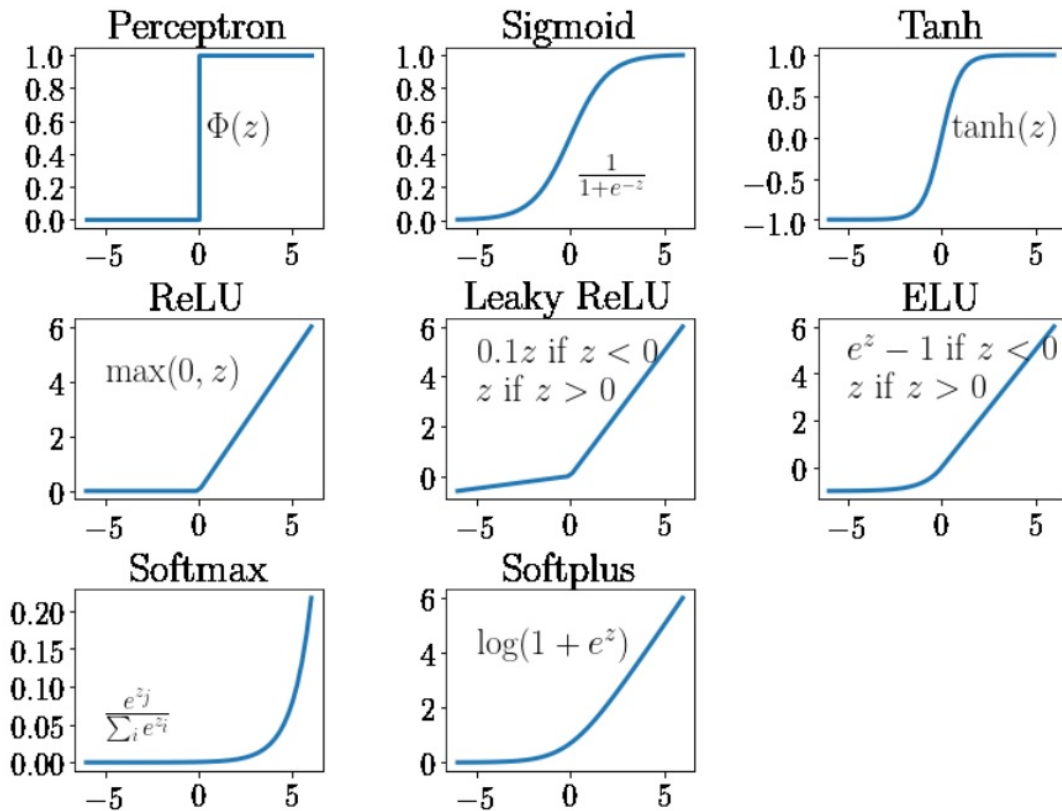 Perceptron
1.0
0.8
0.6
0.4
0.2
0.0
Φ(z)
−5 0 5
Sigmoid
1.0
0.8
0.6
0.4
0.2
0.0
1/(1+e^{−z})
−5 0 5
Tanh
1.0
0.5
0.0
−0.5
−1.0
tanh(z)
−5 0 5
ReLU
6
4
2
0
max(0, z)
−5 0 5
Leaky ReLU
6
4
2
0
0.1z if z < 0
z if z > 0
−5 0 5
ELU
6
4
2
0
e^z − 1 if z < 0
z if z > 0
−5 0 5
Softmax
0.20
0.15
0.10
0.05
0.00
e^{z_j}/∑_i e^{z_i}
−5 0 5
Softplus
6
4
2
0
log(1 + e^z)
−5 0 5